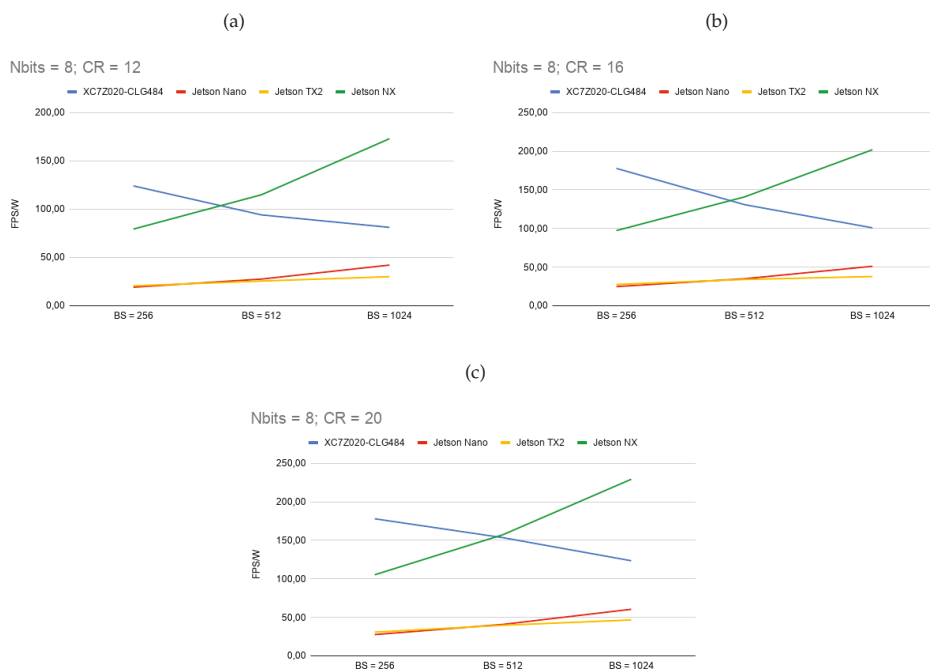 (a)
Nbits = 8; CR = 12
XC7Z020-CLG484 Jetson Nano Jetson TX2 Jetson NX
200,00
150,00
100,00
50,00
0,00
FPS/W
BS = 256 BS = 512 BS = 1024
(b)
Nbits = 8; CR = 16
XC7Z020-CLG484 Jetson Nano Jetson TX2 Jetson NX
250,00
200,00
150,00
100,00
50,00
0,00
FPS/W
BS = 256 BS = 512 BS = 1024
(c)
Nbits = 8; CR = 20
XC7Z020-CLG484 Jetson Nano Jetson TX2 Jetson NX
250,00
200,00
150,00
100,00
50,00
0,00
FPS/W
BS = 256 BS = 512 BS = 1024